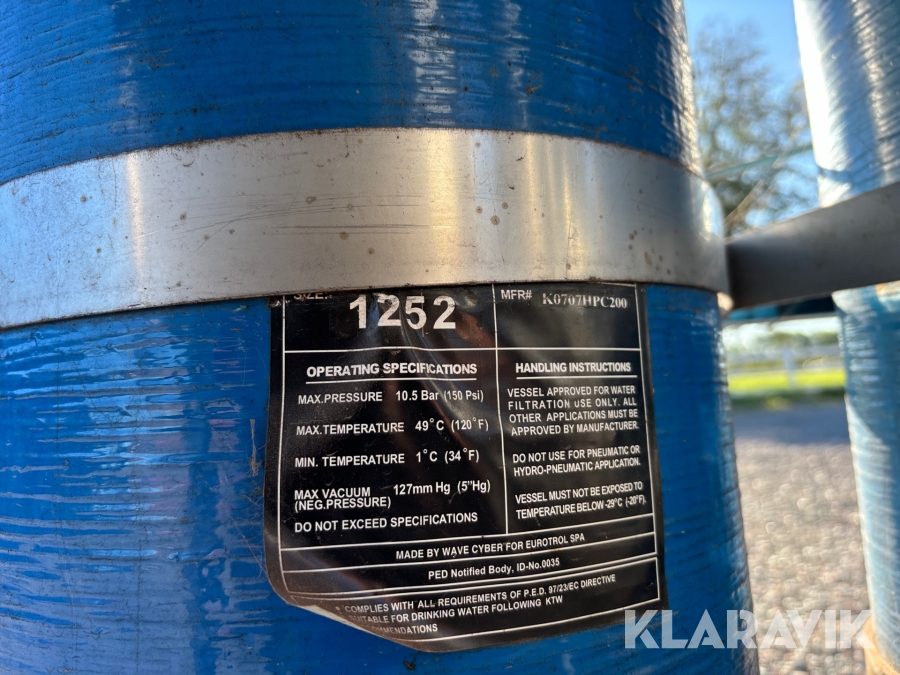 SIZE:
1252
MFR# K0707HPC200
OPERATING SPECIFICATIONS
MAX.PRESSURE 10.5 Bar (150 Psi)
MAX.TEMPERATURE 49°C (120°F)
MIN. TEMPERATURE 1°C (34°F)
MAX VACUUM 127mm Hg (5"Hg)
(NEG.PRESSURE)
DO NOT EXCEED SPECIFICATIONS
HANDLING INSTRUCTIONS
VESSEL APPROVED FOR WATER
FILTRATION USE ONLY. ALL
OTHER APPLICATIONS MUST BE
APPROVED BY MANUFACTURER.
DO NOT USE FOR PNEUMATIC OR
HYDRO-PNEUMATIC APPLICATION.
VESSEL MUST NOT BE EXPOSED TO
TEMPERATURE BELOW -29°C (-20°F).
MADE BY WAVE CYBER FOR EUROTROL SPA
PED Notified Body, ID-No.0035
* COMPLIES WITH ALL REQUIREMENTS OF P.E.D. 97/23/EC DIRECTIVE
SUITABLE FOR DRINKING WATER FOLLOWING KTW
KLARAVIK